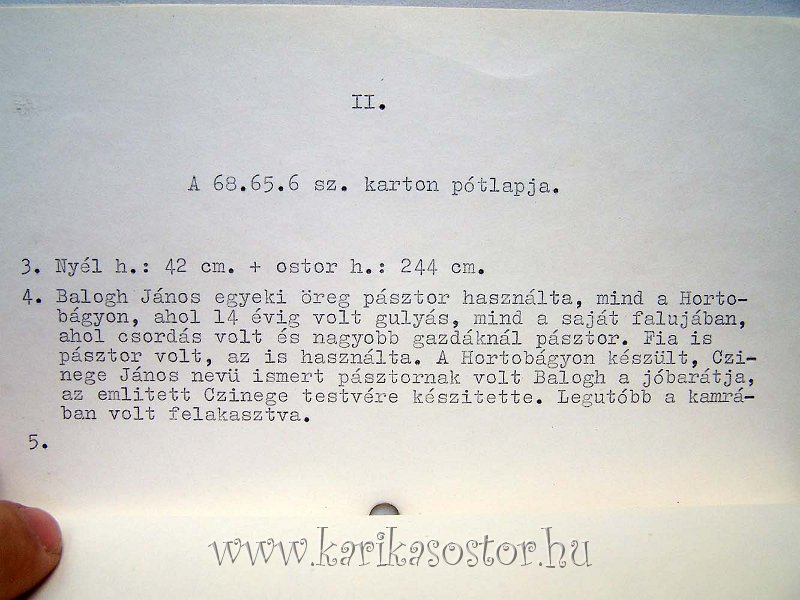 II.
A 68.65.6 sz. karton pótlapja.
3. Nyél h.: 42 cm. + ostor h.: 244 cm.
4. Balogh János egyeki öreg pásztor használta, mind a Horto-
bágyon, ahol 14 évig volt gulyás, mind a saját falujában,
ahol csordás volt és nagyobb gazdáknál pásztor. Fia is
pásztor volt, az is használta. A Hortobágyon készült, Czi-
nege János nevü ismert pásztornak volt Balogh a jóbarátja,
az emlitett Czinege testvére készitette. Legutóbb a kamrá-
ban volt felakasztva.
5.
www.karikasostor.hu